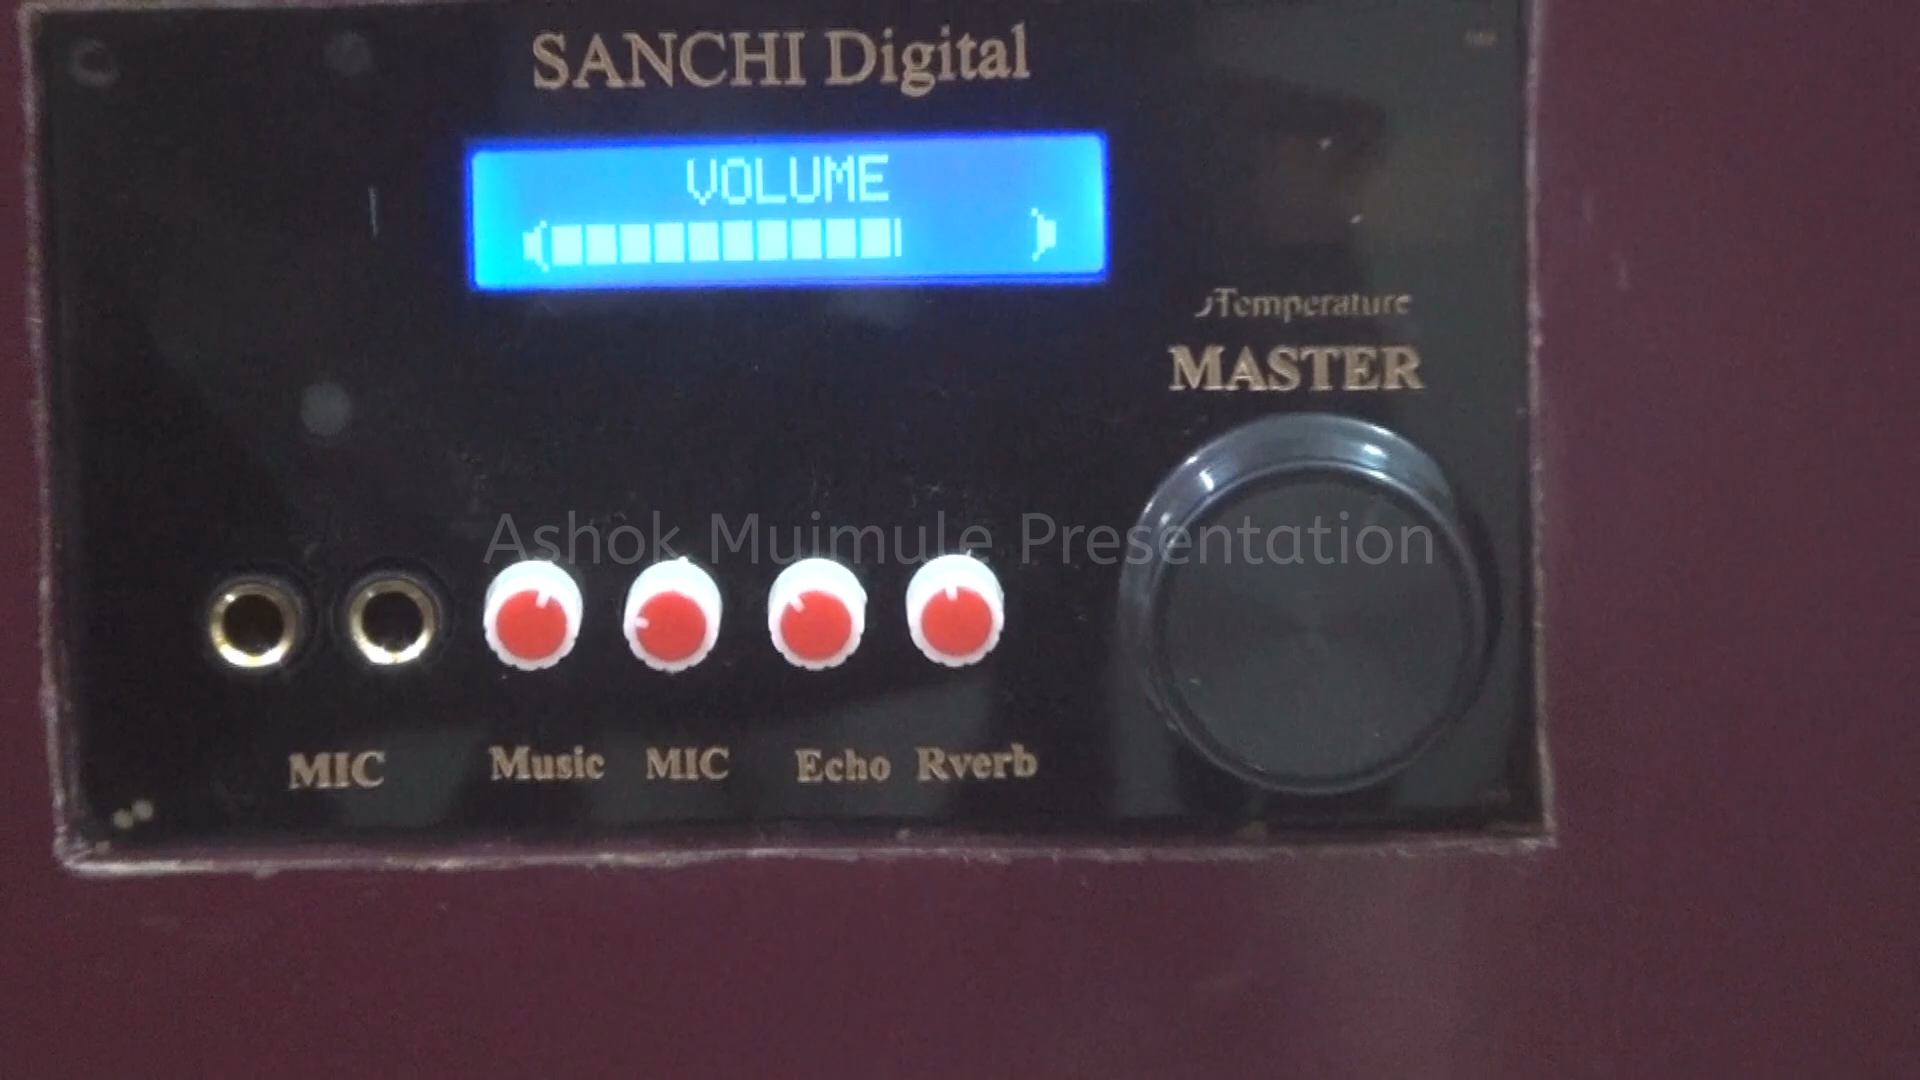 SANCHI Digital
VOLUME
Temperature
MASTER
Ashok Muimule Presentation
MIC
Music
MIC
Echo
Rverb